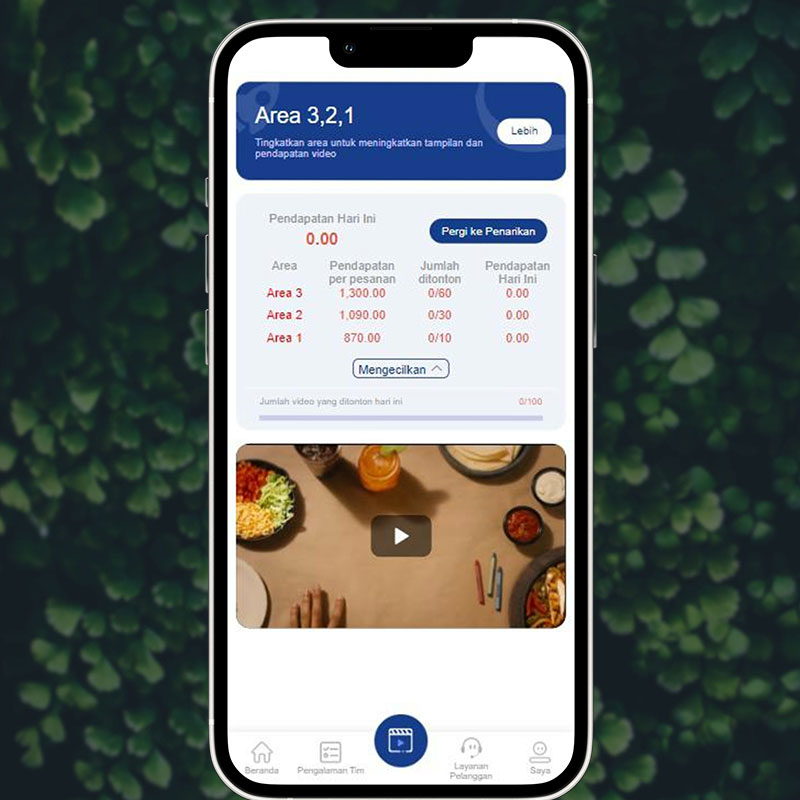 Area 3,2,1
Tingkatkan area untuk meningkatkan tampilan dan
pendapatan video
Lebih
Pendapatan Hari Ini
0.00
Pergi ke Penarikan
Area Pendapatan per pesanan Jumlah ditonton Pendapatan Hari Ini
Area 3 1,300.00 0/60 0.00
Area 2 1,090.00 0/30 0.00
Area 1 870.00 0/10 0.00
Mengecilkan
Jumlah video yang ditonton hari ini 0/100
Beranda
Pengalaman Tim
Layanan
Pelanggan
Saya